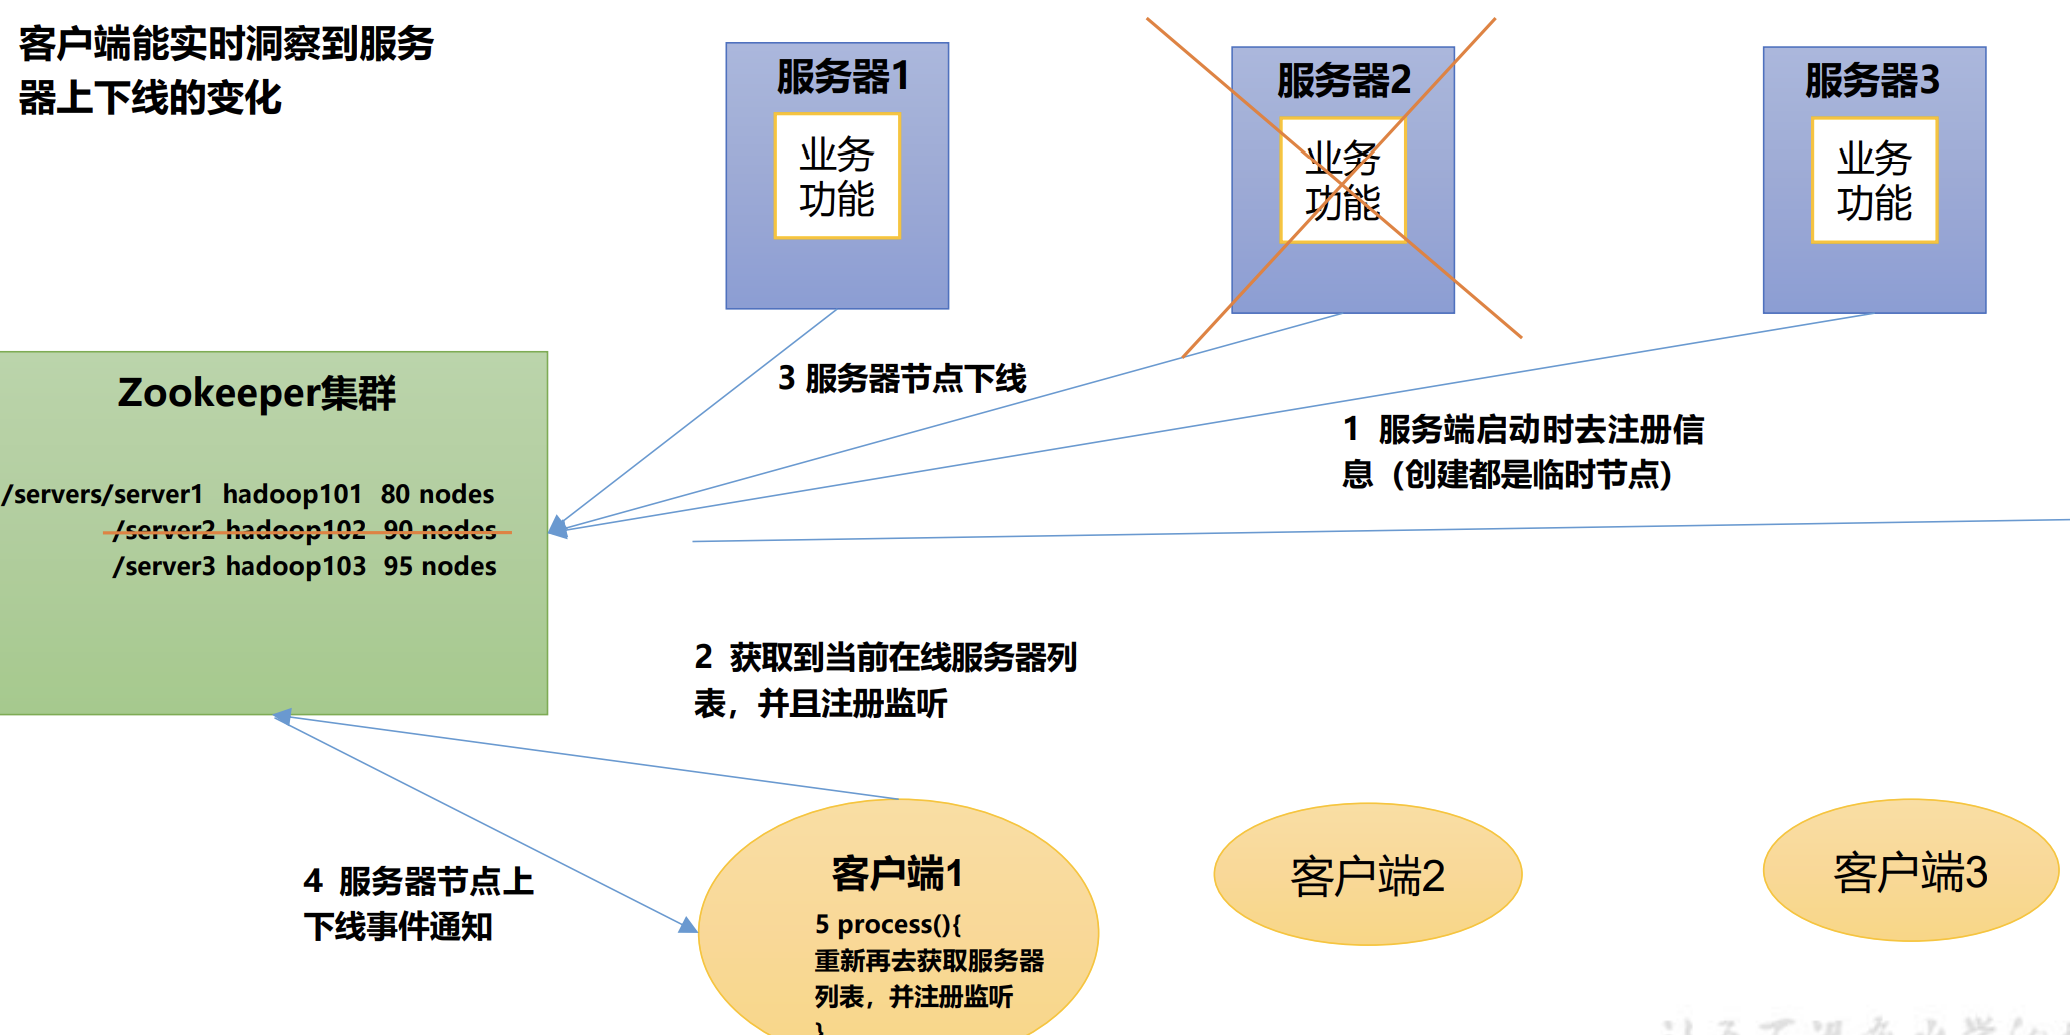 客户端能实时洞察到服务
器上下线的变化
服务器1
业务
功能
服务器2
业务
功能
服务器3
业务
功能
3 服务器节点下线
Zookeeper集群
1 服务端启动时去注册信
息（创建都是临时节点）
/servers/server1 hadoop101 80 nodes
/server2 hadoop102 90 nodes
/server3 hadoop103 95 nodes
2 获取到当前在线服务器列
表，并且注册监听
4 服务器节点上
下线事件通知
客户端1
5 process(){
重新再去获取服务器
列表，并注册监听
}
客户端2
客户端3